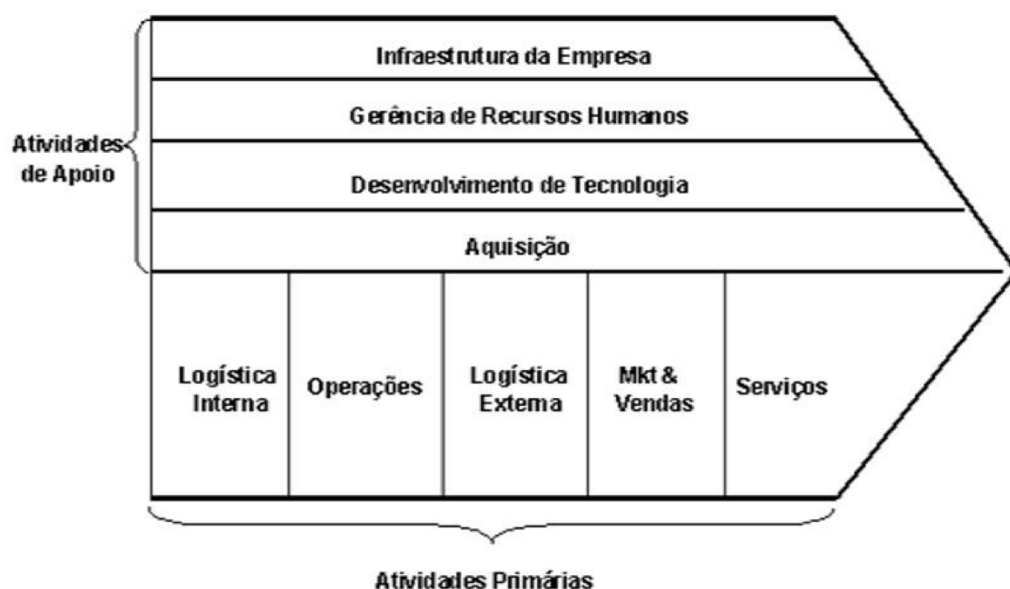 Infraestrutura da Empresa
Gerência de Recursos Humanos
Atividades
de Apoio
Desenvolvimento de Tecnologia
Aquisição
Logística
Interna
Operações
Logística
Externa
Mkt &
Vendas
Serviços
Atividades Primárias